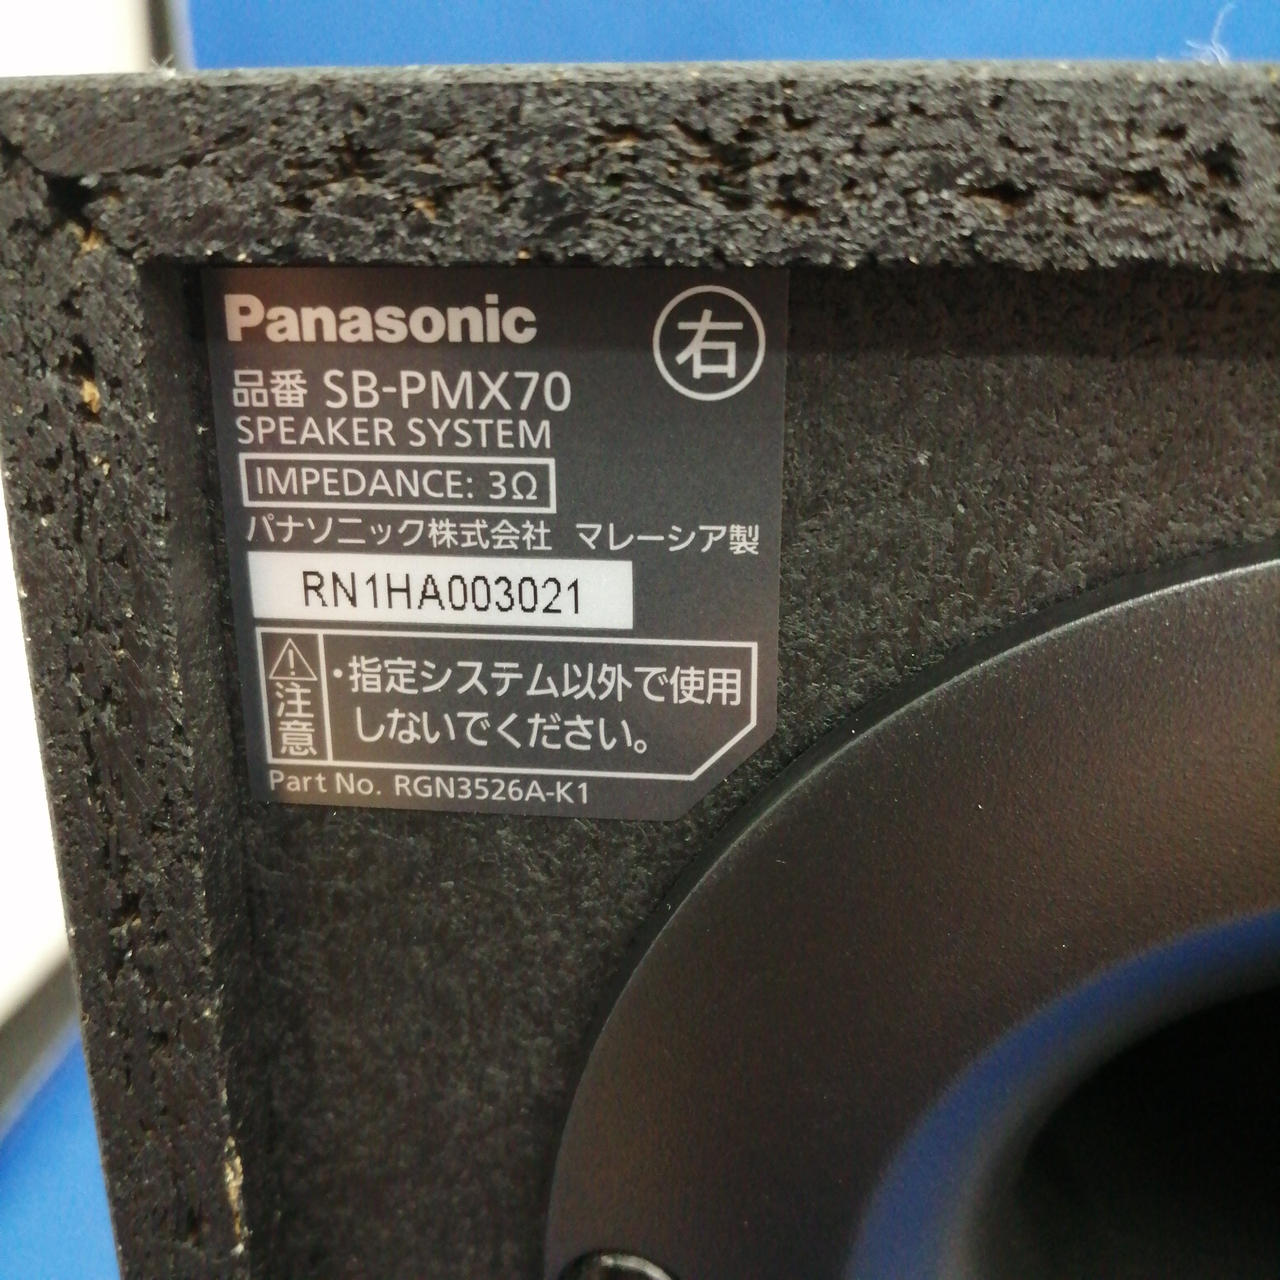 Panasonic
右
品番 SB-PMX70
SPEAKER SYSTEM
IMPEDANCE: 3Ω
パナソニック株式会社 マレーシア製
RN1HA003021
注意
・指定システム以外で使用
しないでください。
Part No. RGN3526A-K1